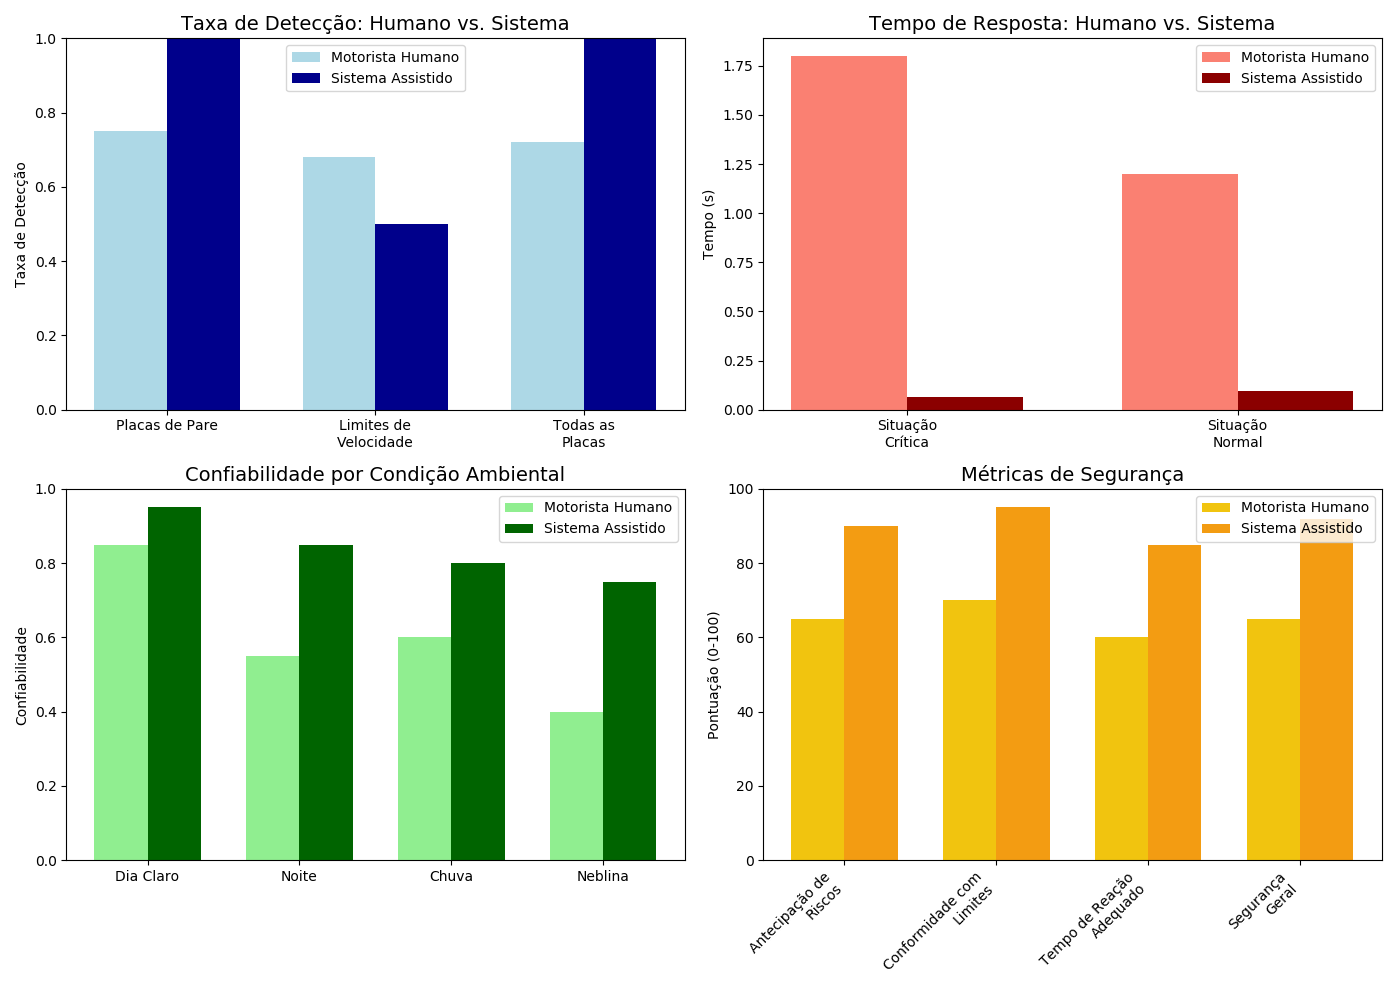 Taxa de Detecção: Humano vs. Sistema
Motorista Humano
Sistema Assistido
Taxa de Detecção
1.0
0.8
0.6
0.4
0.2
0.0
Placas de Pare
Limites de
Velocidade
Todas as
Placas
Tempo de Resposta: Humano vs. Sistema
Motorista Humano
Sistema Assistido
Tempo (s)
1.75
1.50
1.25
1.00
0.75
0.50
0.25
0.00
Situação
Crítica
Situação
Normal
Confiabilidade por Condição Ambiental
Motorista Humano
Sistema Assistido
Confiabilidade
1.0
0.8
0.6
0.4
0.2
0.0
Dia Claro
Noite
Chuva
Neblina
Métricas de Segurança
Motorista Humano
Sistema Assistido
Pontuação (0-100)
100
80
60
40
20
0
Antecipação de
Riscos
Conformidade com
Limites
Tempo de Reação
Adequado
Segurança
Geral